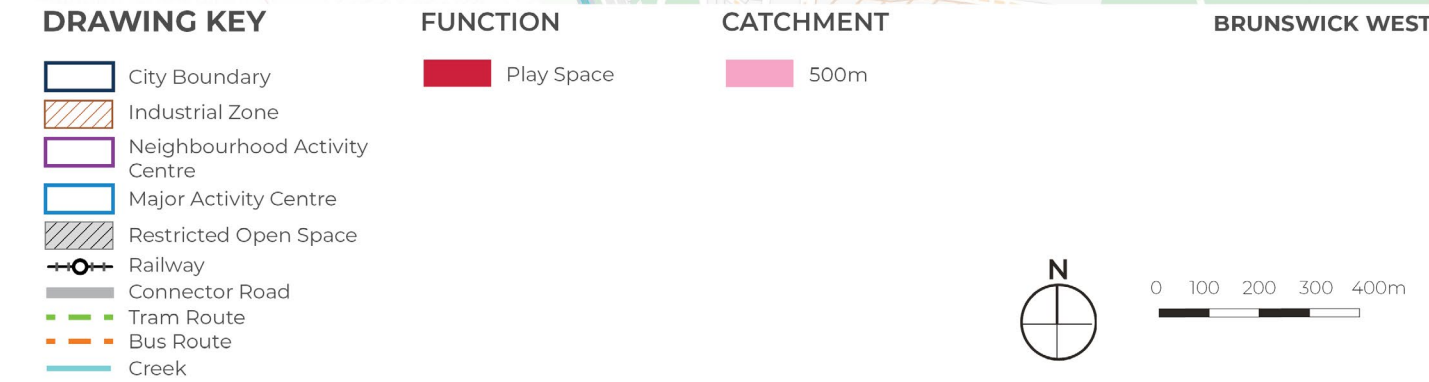 DRAWING KEY
City Boundary
Industrial Zone
Neighbourhood Activity
Centre
Major Activity Centre
Restricted Open Space
Railway
Connector Road
Tram Route
Bus Route
Creek
FUNCTION
Play Space
CATCHMENT
500m
BRUNSWICK WEST
N
0 100 200 300 400m